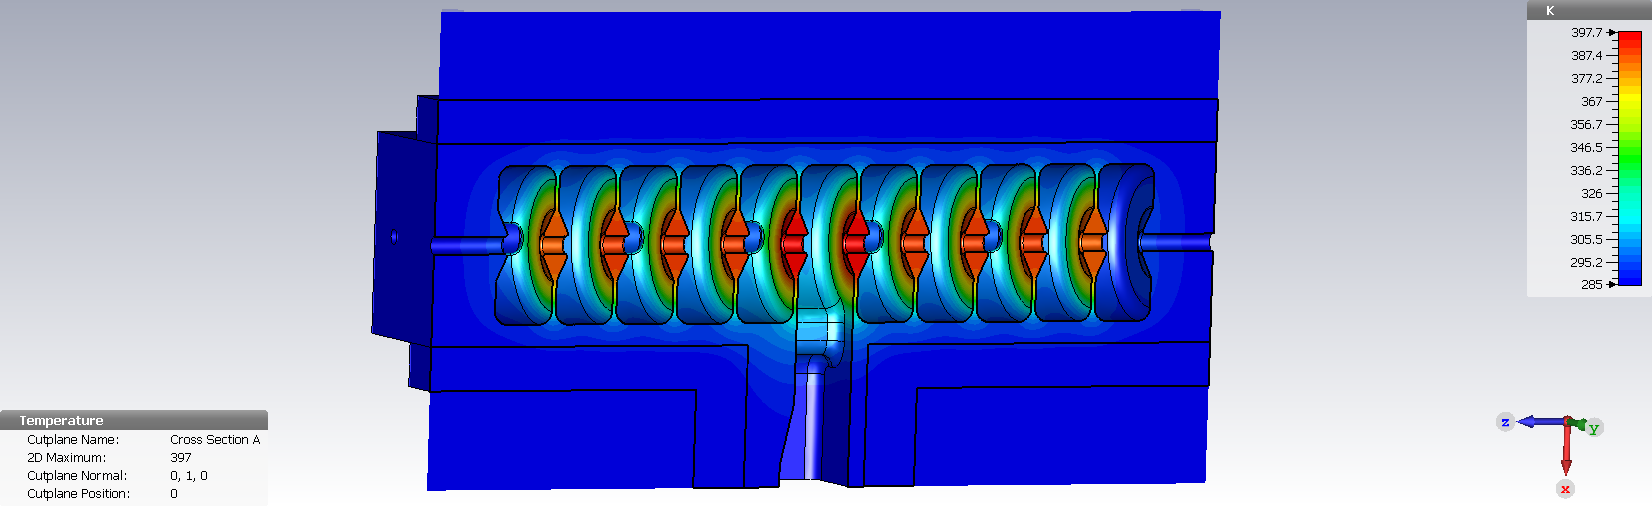 K
397.7
387.4
377.2
367
356.7
346.5
336.2
326
315.7
305.5
295.2
285
Temperature
Cutplane Name: Cross Section A
2D Maximum: 397
Cutplane Normal: 0, 1, 0
Cutplane Position: 0
z
y
x